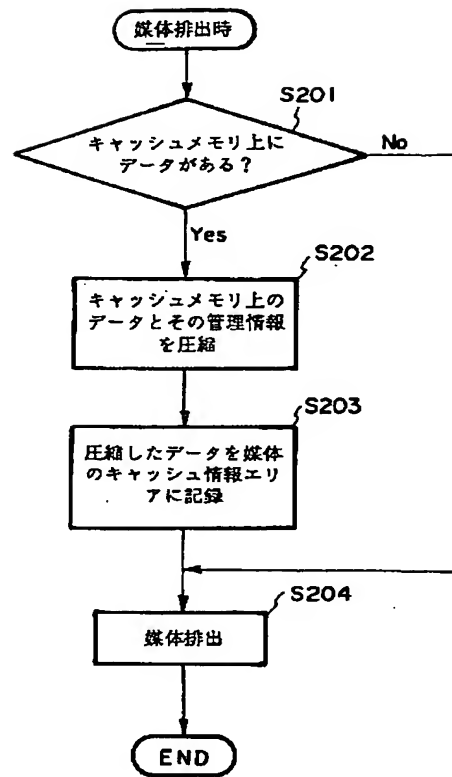 媒体排出時
S201
キャッシュメモリ上に
データがある?
No
Yes
S202
キャッシュメモリ上の
データとその管理情報
を圧縮
S203
圧縮したデータを媒体
のキャッシュ情報エリ
アに記録
S204
媒体排出
END